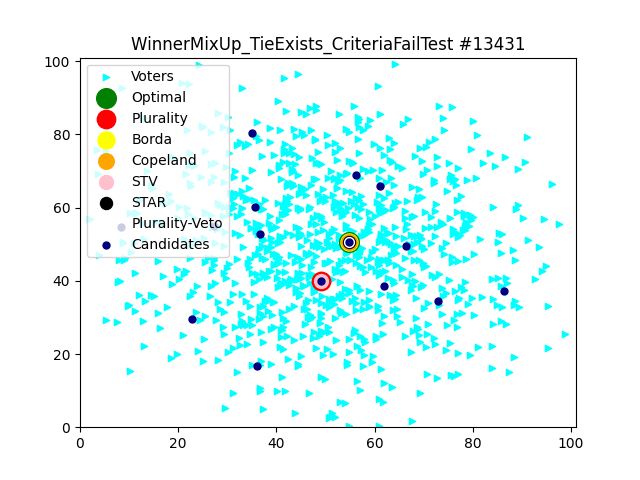 WinnerMixUp_TieExists_CriteriaFailTest #13431
100
80
60
40
20
0
Voters
Optimal
Plurality
Borda
Copeland
STV
STAR
Plurality-Veto
Candidates
0 20 40 60 80 100